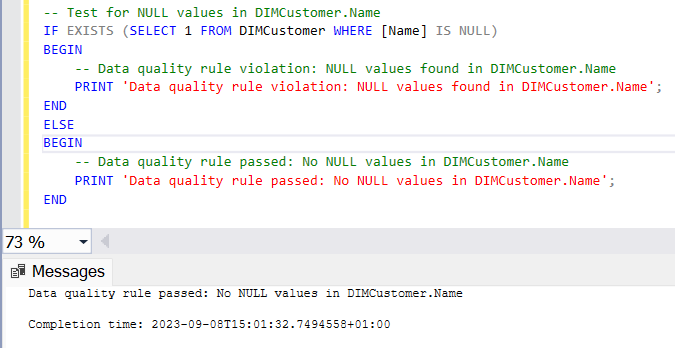 -- Test for NULL values in DIMCustomer.Name
IF EXISTS (SELECT 1 FROM DIMCustomer WHERE [Name] IS NULL)
BEGIN
    -- Data quality rule violation: NULL values found in DIMCustomer.Name
    PRINT 'Data quality rule violation: NULL values found in DIMCustomer.Name';
END
ELSE
BEGIN
    -- Data quality rule passed: No NULL values in DIMCustomer.Name
    PRINT 'Data quality rule passed: No NULL values in DIMCustomer.Name';
END
73 %
Messages
Data quality rule passed: No NULL values in DIMCustomer.Name
Completion time: 2023-09-08T15:01:32.7494558+01:00